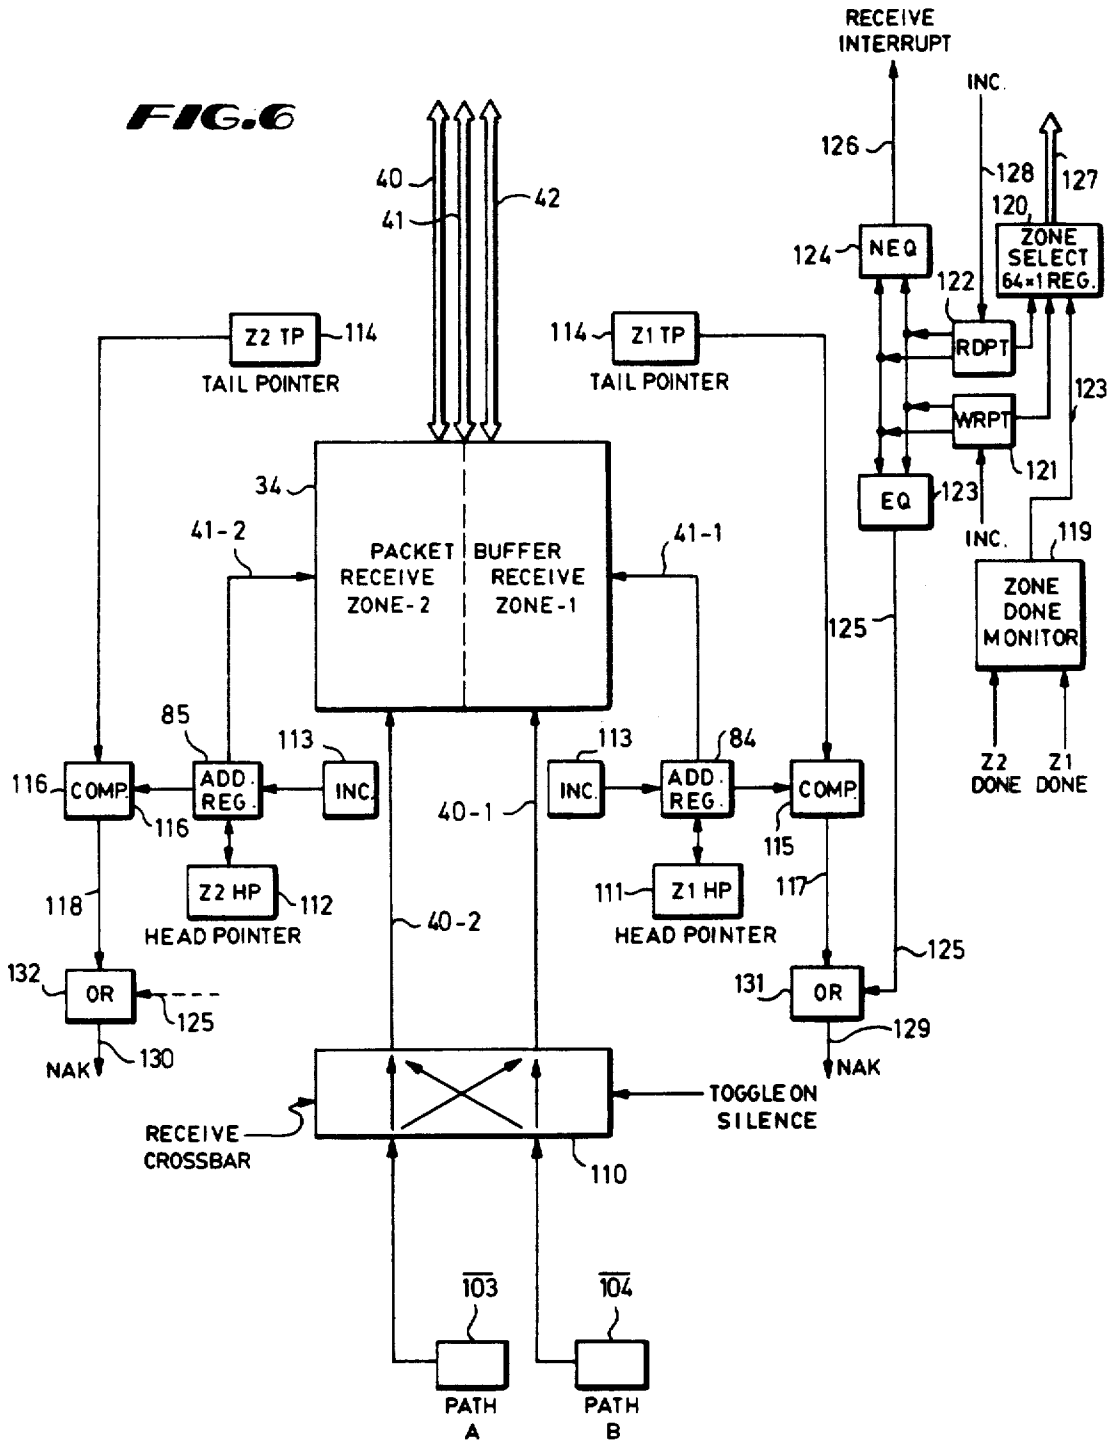 RECEIVE
INTERRUPT
INC.
FIG.6
126
128
127
40
41
42
120
ZONE
SELECT
64×1 REG.
124
NEQ
122
Z2 TP
114
TAIL POINTER
114
Z1 TP
TAIL POINTER
RDPT
123
WRPT
121
34
EQ
123
INC.
119
41-2
41-1
PACKET BUFFER
RECEIVE RECEIVE
ZONE-2 ZONE-1
ZONE
DONE
MONITOR
125
85
113
113
84
Z2
DONE
Z1
DONE
116
COMP.
116
ADD.
REG.
INC.
INC.
ADD.
REG.
COMP.
115
40-1
118
Z2 HP
112
HEAD POINTER
40-2
111
Z1 HP
HEAD POINTER
117
125
132
OR
125
131
OR
129
NAK
130
NAK
RECEIVE
CROSSBAR
TOGGLE ON
SILENCE
110
103
104
PATH
A
PATH
B